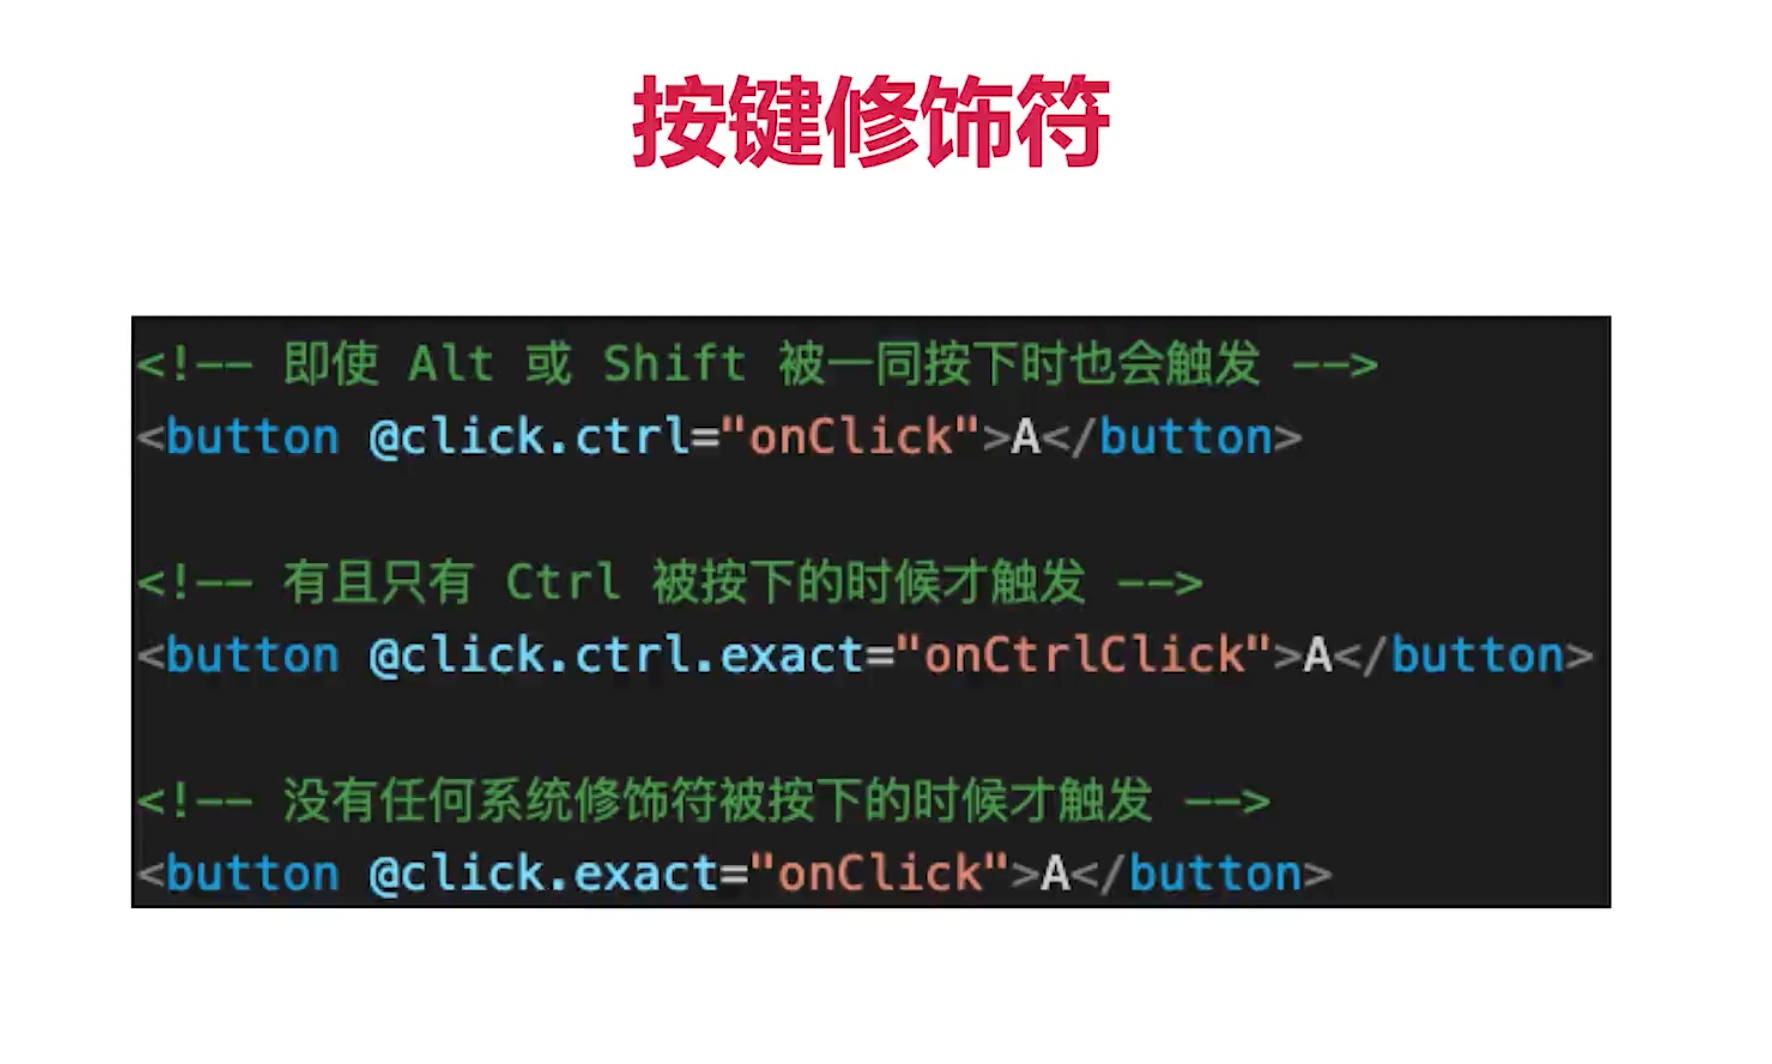 按键修饰符
<!-- 即使 Alt 或 Shift 被一同按下时也会触发 -->
<button @click.ctrl="onClick">A</button>
<!-- 有且只有 Ctrl 被按下的时候才触发 -->
<button @click.ctrl.exact="onCtrlClick">A</button>
<!-- 没有任何系统修饰符被按下的时候才触发 -->
<button @click.exact="onClick">A</button>